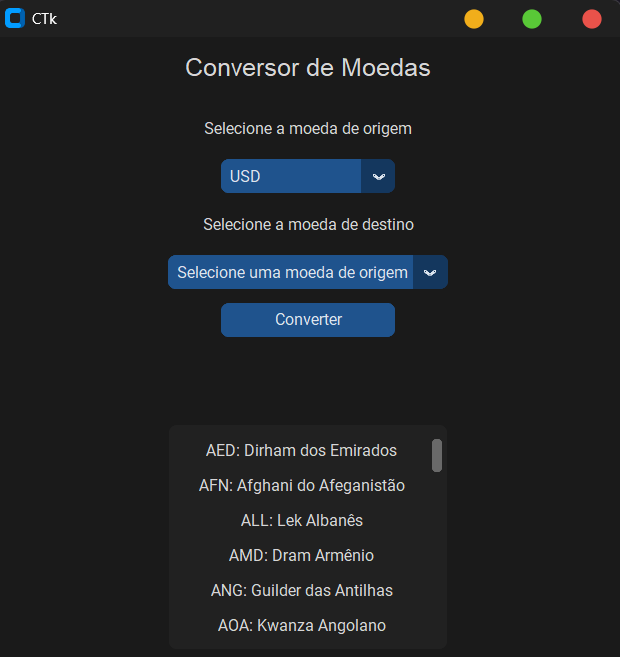 CTk
Conversor de Moedas
Selecione a moeda de origem
USD
Selecione a moeda de destino
Selecione uma moeda de origem
Converter
AED: Dirham dos Emirados
AFN: Afghani do Afeganistão
ALL: Lek Albanês
AMD: Dram Armênio
ANG: Guilder das Antilhas
AOA: Kwanza Angolano